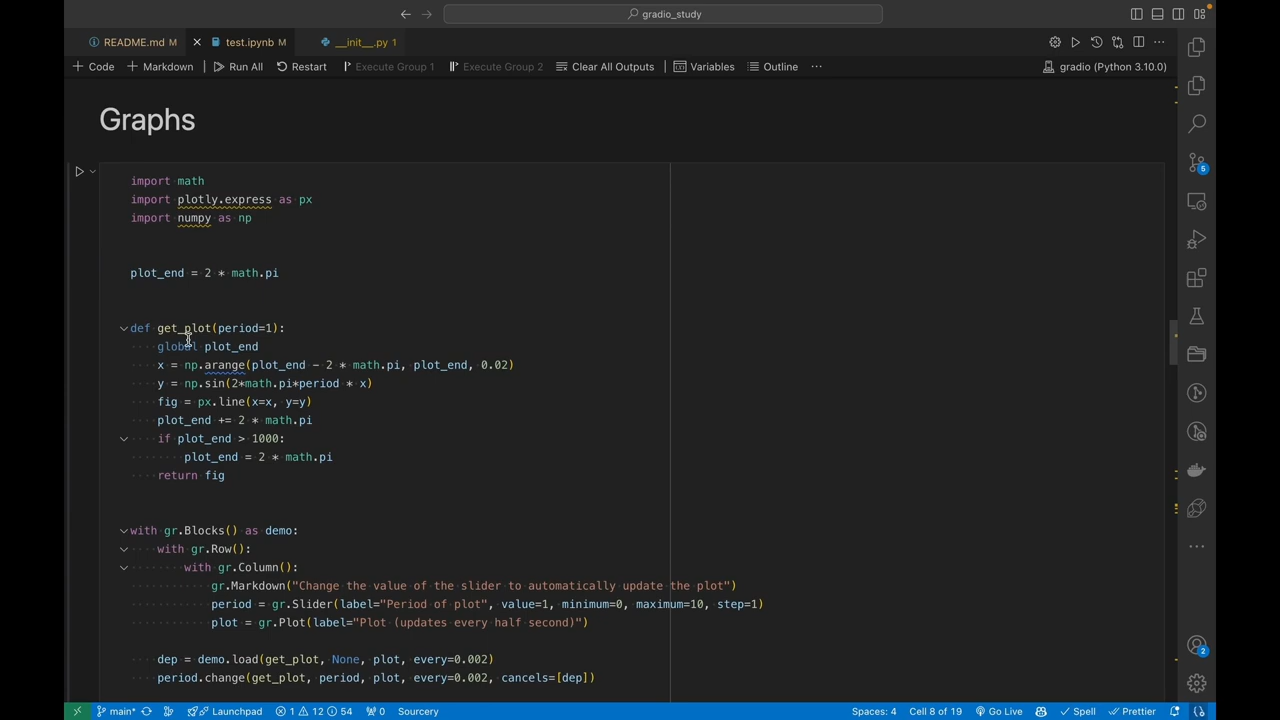 gradio_study
README.md M
test.ipynb M
__init__.py 1
Code
Markdown
Run All
Restart
Execute Group 1
Execute Group 2
Clear All Outputs
Variables
Outline
gradio (Python 3.10.0)
Graphs
import math
import plotly.express as px
import numpy as np
plot_end = 2 * math.pi
def get_plot(period=1):
global plot_end
x = np.arange(plot_end - 2 * math.pi, plot_end, 0.02)
y = np.sin(2*math.pi*period * x)
fig = px.line(x=x, y=y)
plot_end += 2 * math.pi
if plot_end > 1000:
plot_end = 2 * math.pi
return fig
with gr.Blocks() as demo:
with gr.Row():
with gr.Column():
gr.Markdown("Change the value of the slider to automatically update the plot")
period = gr.Slider(label="Period of plot", value=1, minimum=0, maximum=10, step=1)
plot = gr.Plot(label="Plot (updates every half second)")
dep = demo.load(get_plot, None, plot, every=0.002)
period.change(get_plot, period, plot, every=0.002, cancels=[dep])
5
2
main*
Launchpad
1
12
54
0
Sourcery
Spaces: 4
Cell 8 of 19
Go Live
Spell
Prettier